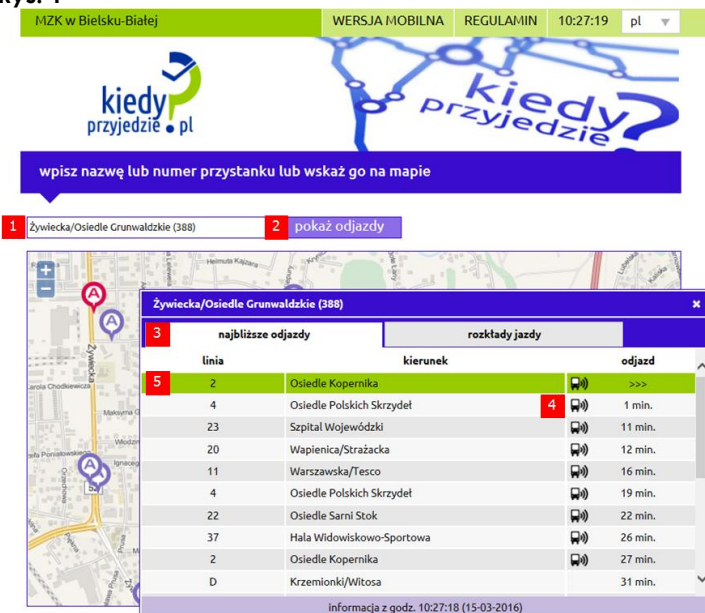 Rys. 1
MZK w Bielsku-Białej WERSJA MOBILNA REGULAMIN 10:27:19 pl
kiedy?
przyjedzie.pl
kiedy?
przyjedzie
wpisz nazwę lub numer przystanku lub wskaż go na mapie
1 Żywiecka/Osiedle Grunwaldzkie (388) 2 pokaż odjazdy
Helmuta Kajzera
+
-
A
A
Żywiecka
A
Żywiecka/Osiedle Grunwaldzkie (388) x
3 najbliższe odjazdy rozkłady jazdy
linia kierunek odjazd
5 2 Osiedle Kopernika >>>
4 Osiedle Polskich Skrzydeł 4 1 min.
23 Szpital Wojewódzki 11 min.
20 Wapienica/Strażacka 12 min.
11 Warszawska/Tesco 16 min.
4 Osiedle Polskich Skrzydeł 19 min.
22 Osiedle Sarni Stok 22 min.
37 Hala Widowiskowo-Sportowa 26 min.
2 Osiedle Kopernika 27 min.
D Krzemionki/Witosa 31 min.
informacja z godz. 10:27:18 (15-03-2016)